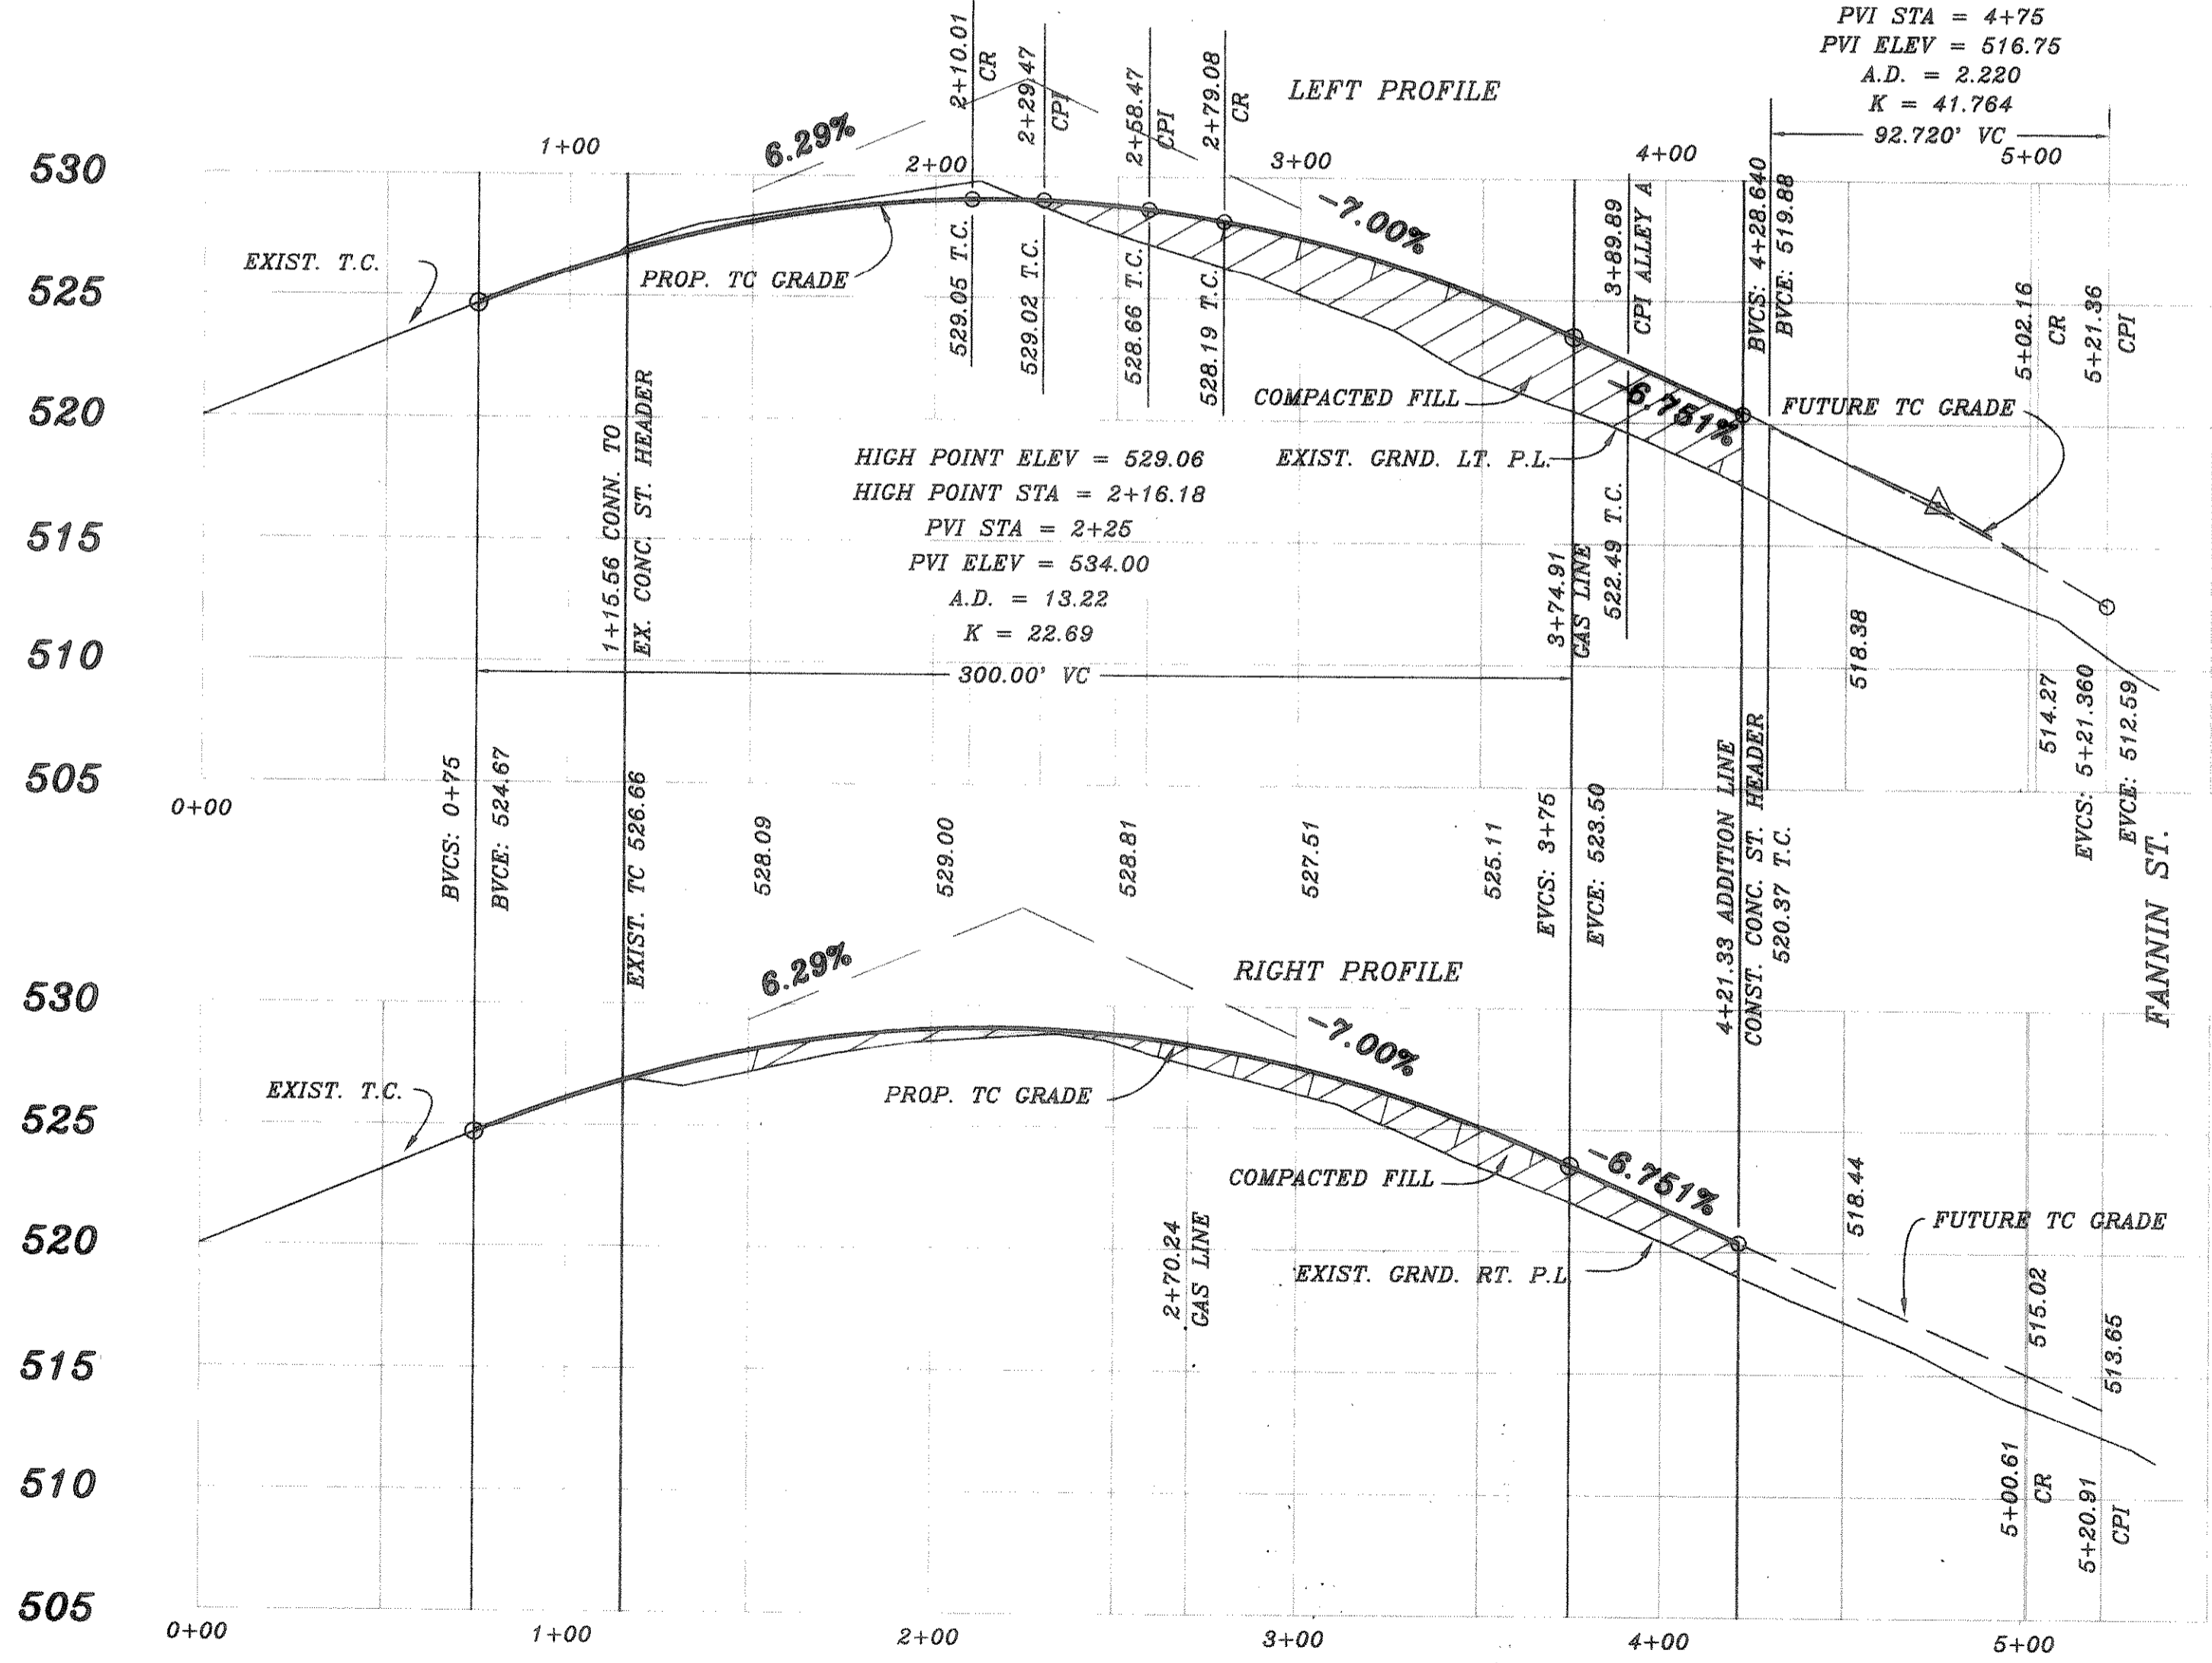 PVI STA = 4+75
PVI ELEV = 516.75
A.D. = 2.220
K = 41.764
92.720' VC
LEFT PROFILE
2+10.01
CR
2+29.47
CPI
2+58.47
CPI
2+79.08
CR
6.29%
-7.00%
1+00
2+00
3+00
4+00
5+00
530
525
520
515
510
505
EXIST. T.C.
PROP. TC GRADE
529.05 T.C.
529.02 T.C.
528.66 T.C.
528.19 T.C.
3+89.89
CPI ALLEY A
BVCS: 4+28.640
BVCE: 519.88
5+02.16
CR
5+21.36
CPI
COMPACTED FILL
-6.751%
FUTURE TC GRADE
EXIST. GRND. LT. P.L.
1+15.56 CONN. TO
EX. CONC. ST. HEADER
HIGH POINT ELEV = 529.06
HIGH POINT STA = 2+16.18
PVI STA = 2+25
PVI ELEV = 534.00
A.D. = 13.22
K = 22.69
300.00' VC
3+74.91
GAS LINE
522.49 T.C.
518.38
514.27
EVCS: 5+21.360
EVCE: 512.59
FANNIN ST.
0+00
BVCS: 0+75
BVCE: 524.67
EXIST. TC 526.66
528.09
529.00
528.81
527.51
525.11
EVCS: 3+75
EVCE: 523.50
4+21.33 ADDITION LINE
CONST. CONC. ST. HEADER
520.37 T.C.
RIGHT PROFILE
6.29%
-7.00%
530
525
520
515
510
505
EXIST. T.C.
PROP. TC GRADE
COMPACTED FILL
-6.751%
518.44
FUTURE TC GRADE
2+70.24
GAS LINE
EXIST. GRND. RT. P.L
515.02
513.65
5+00.61
CR
5+20.91
CPI
0+00
1+00
2+00
3+00
4+00
5+00